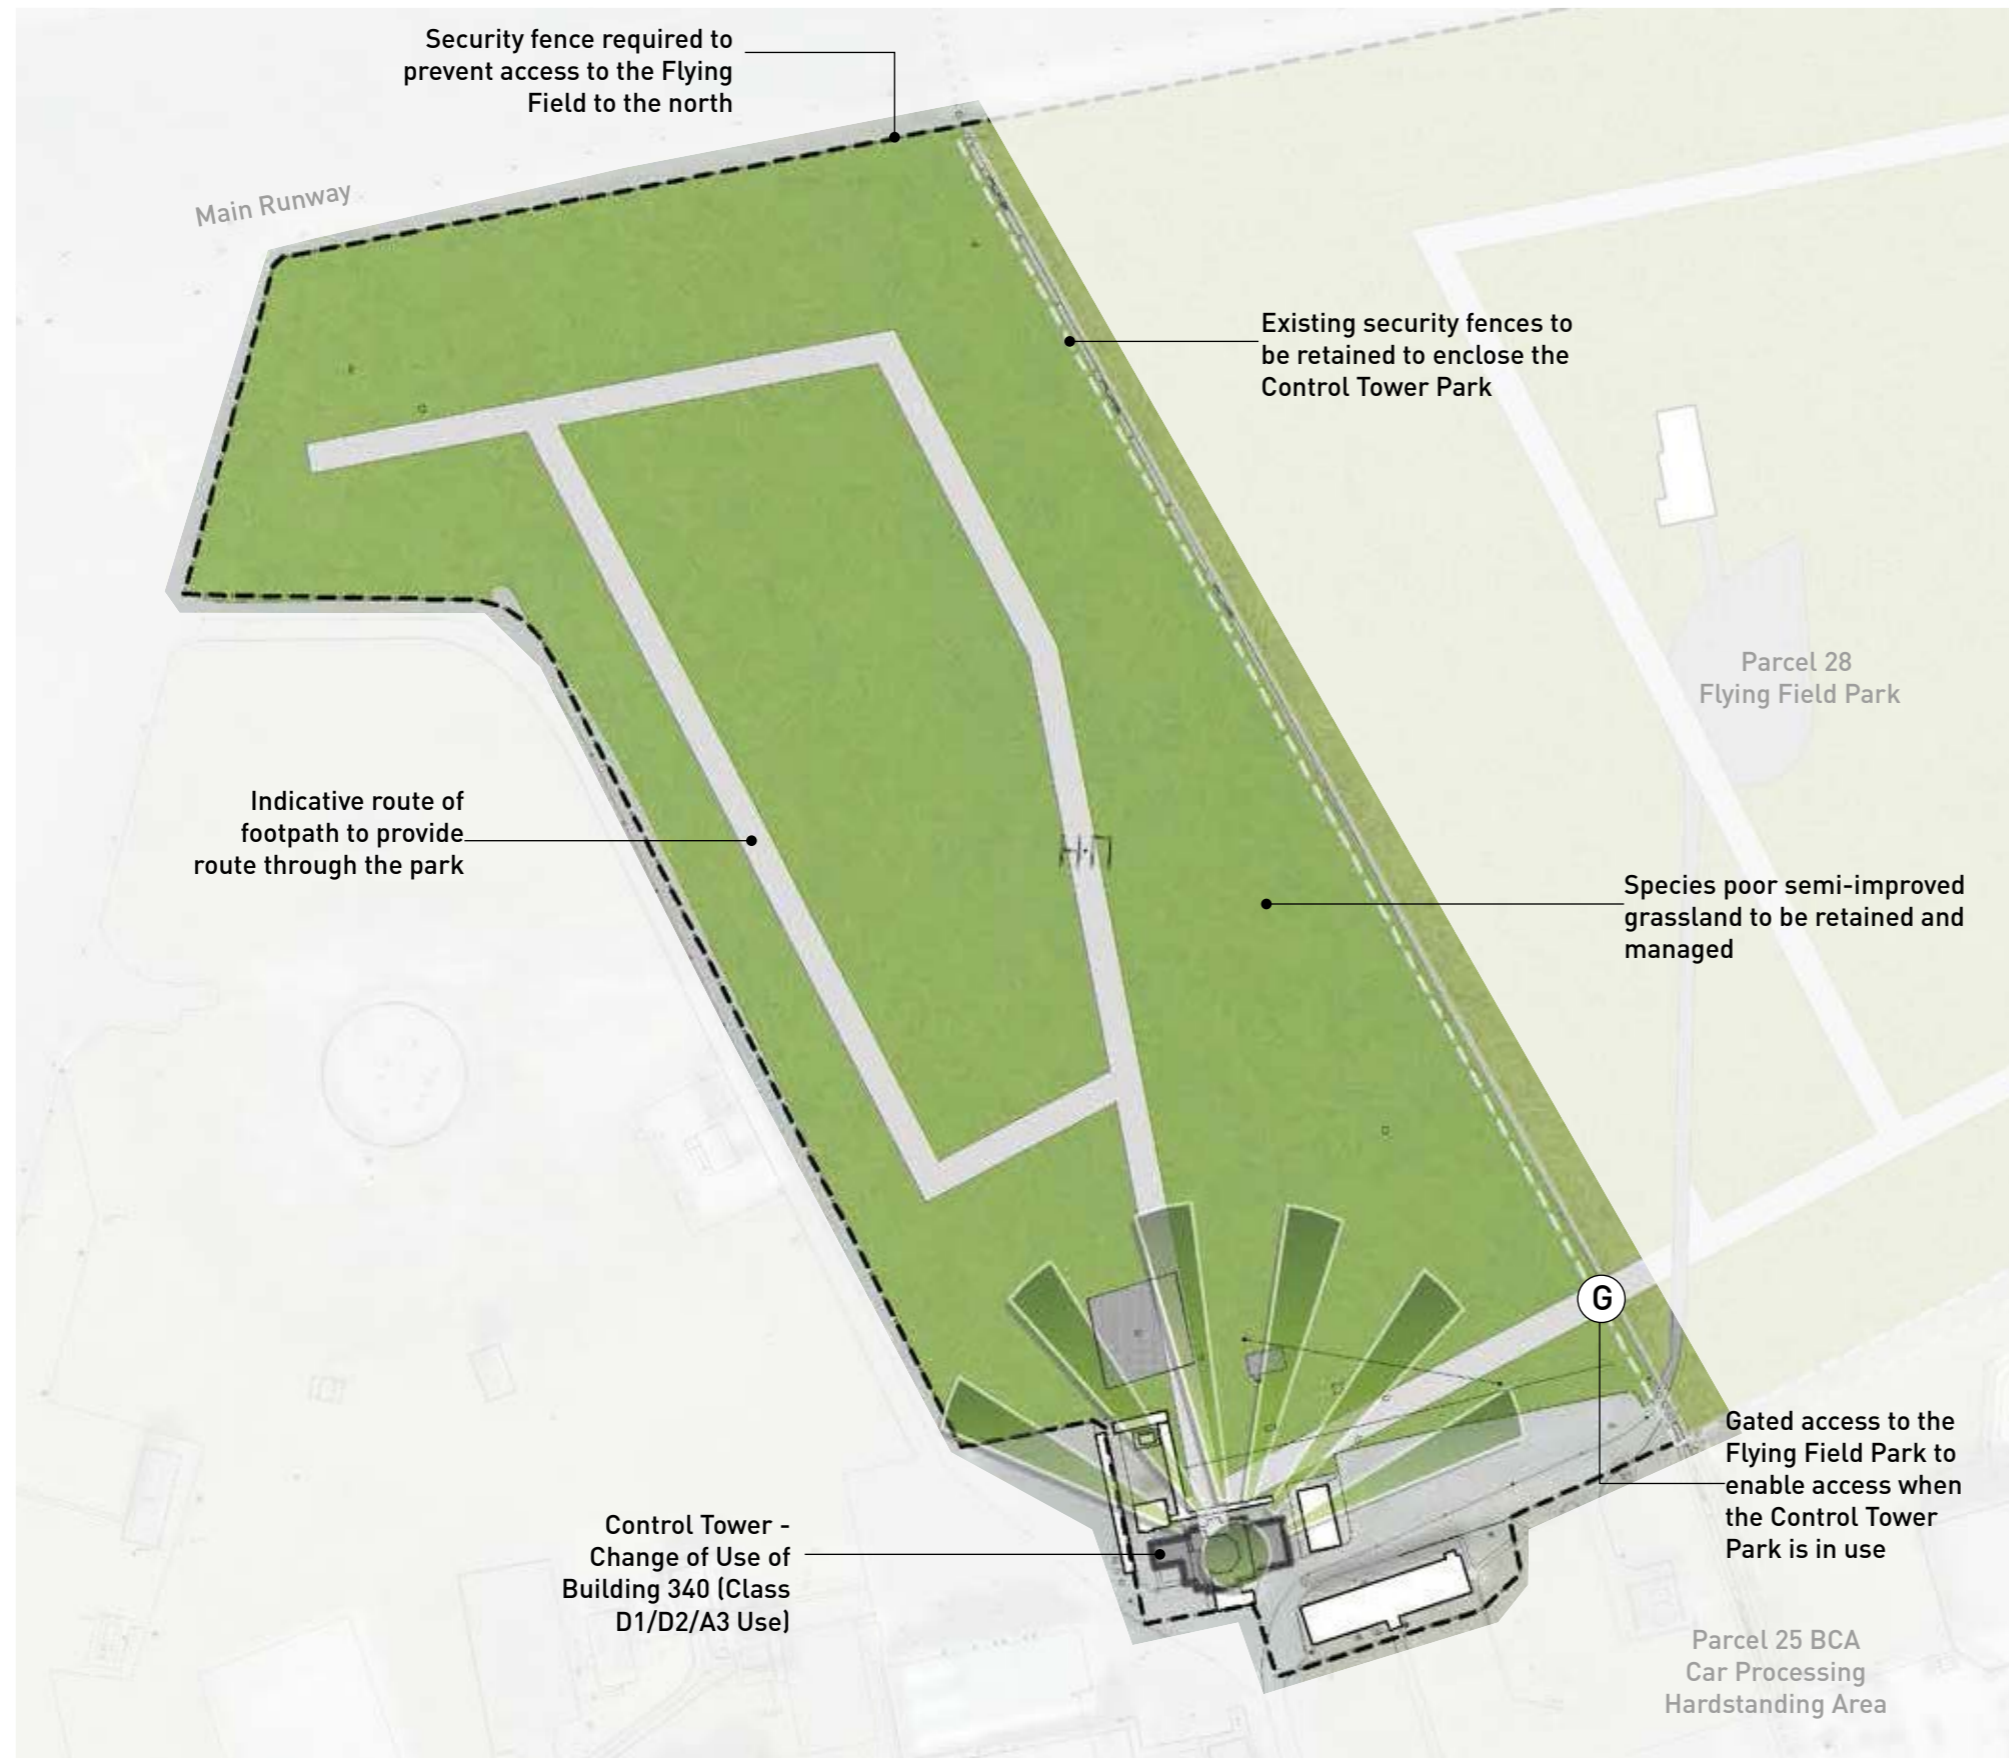 Security fence required to
prevent access to the Flying
Field to the north
Main Runway
Existing security fences to
be retained to enclose the
Control Tower Park
Parcel 28
Flying Field Park
Indicative route of
footpath to provide
route through the park
Species poor semi-improved
grassland to be retained and
managed
G
Gated access to the
Flying Field Park to
enable access when
the Control Tower
Park is in use
Control Tower -
Change of Use of
Building 340 (Class
D1/D2/A3 Use)
Parcel 25 BCA
Car Processing
Hardstanding Area